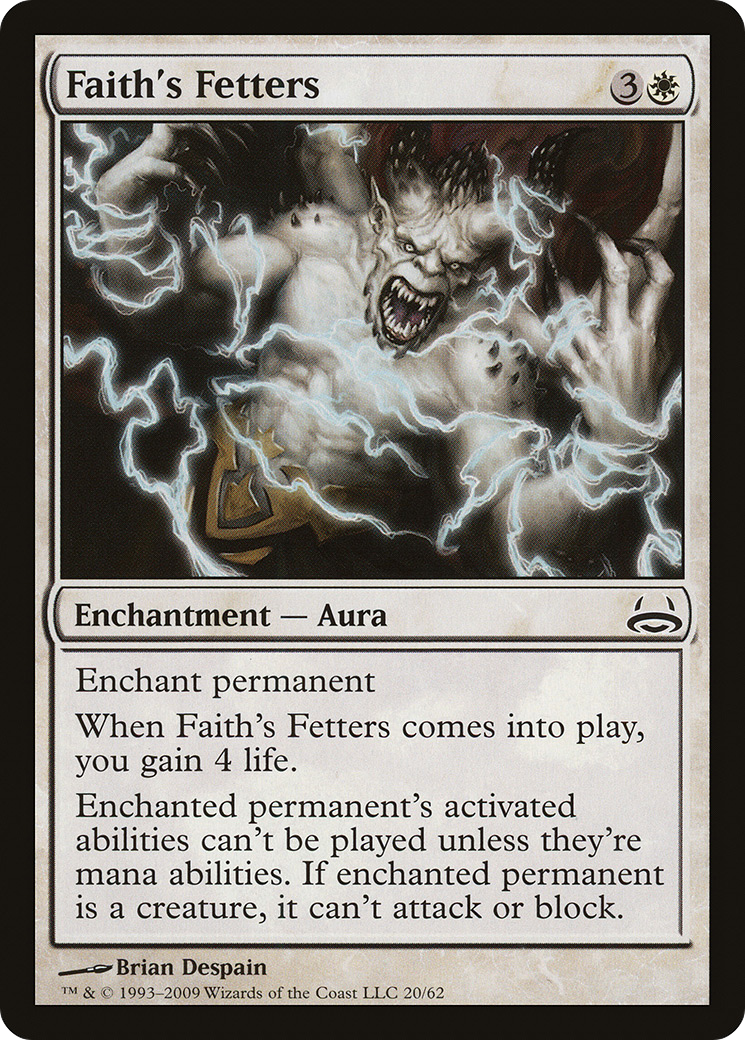 Faith's Fetters 3
Enchantment — Aura
Enchant permanent
When Faith's Fetters comes into play,
you gain 4 life.
Enchanted permanent's activated
abilities can't be played unless they're
mana abilities. If enchanted permanent
is a creature, it can't attack or block.
Brian Despain
™ & © 1993–2009 Wizards of the Coast LLC 20/62